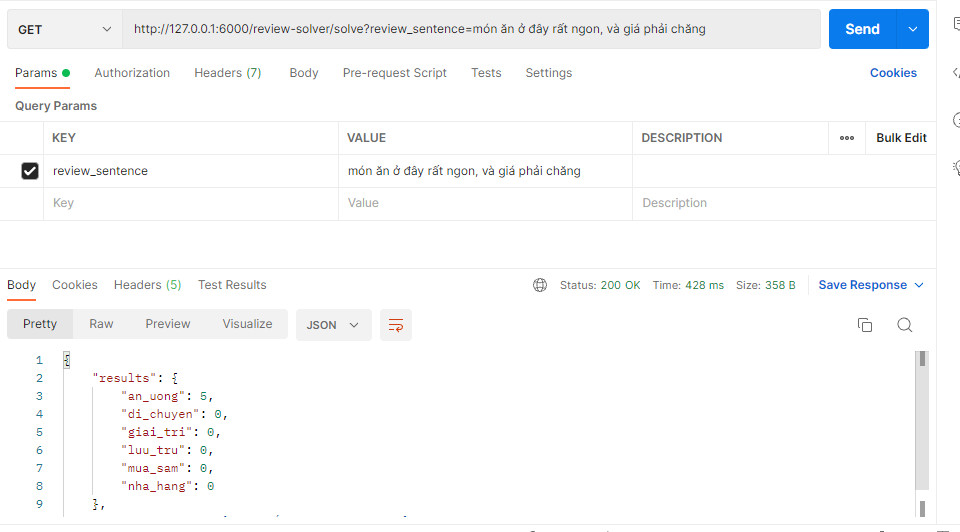 GET http://127.0.0.1:6000/review-solver/solve?review_sentence=món ăn ở đây rất ngon, và giá phải chăng Send
Params Authorization Headers (7) Body Pre-request Script Tests Settings Cookies
Query Params
KEY VALUE DESCRIPTION Bulk Edit
review_sentence món ăn ở đây rất ngon, và giá phải chăng
Key Value Description
Body Cookies Headers (5) Test Results Status: 200 OK Time: 428 ms Size: 358 B Save Response
Pretty Raw Preview Visualize JSON
1 {
2 "results": {
3 "an_uong": 5,
4 "di_chuyen": 0,
5 "giai_tri": 0,
6 "luu_tru": 0,
7 "mua_sam": 0,
8 "nha_hang": 0
9 },